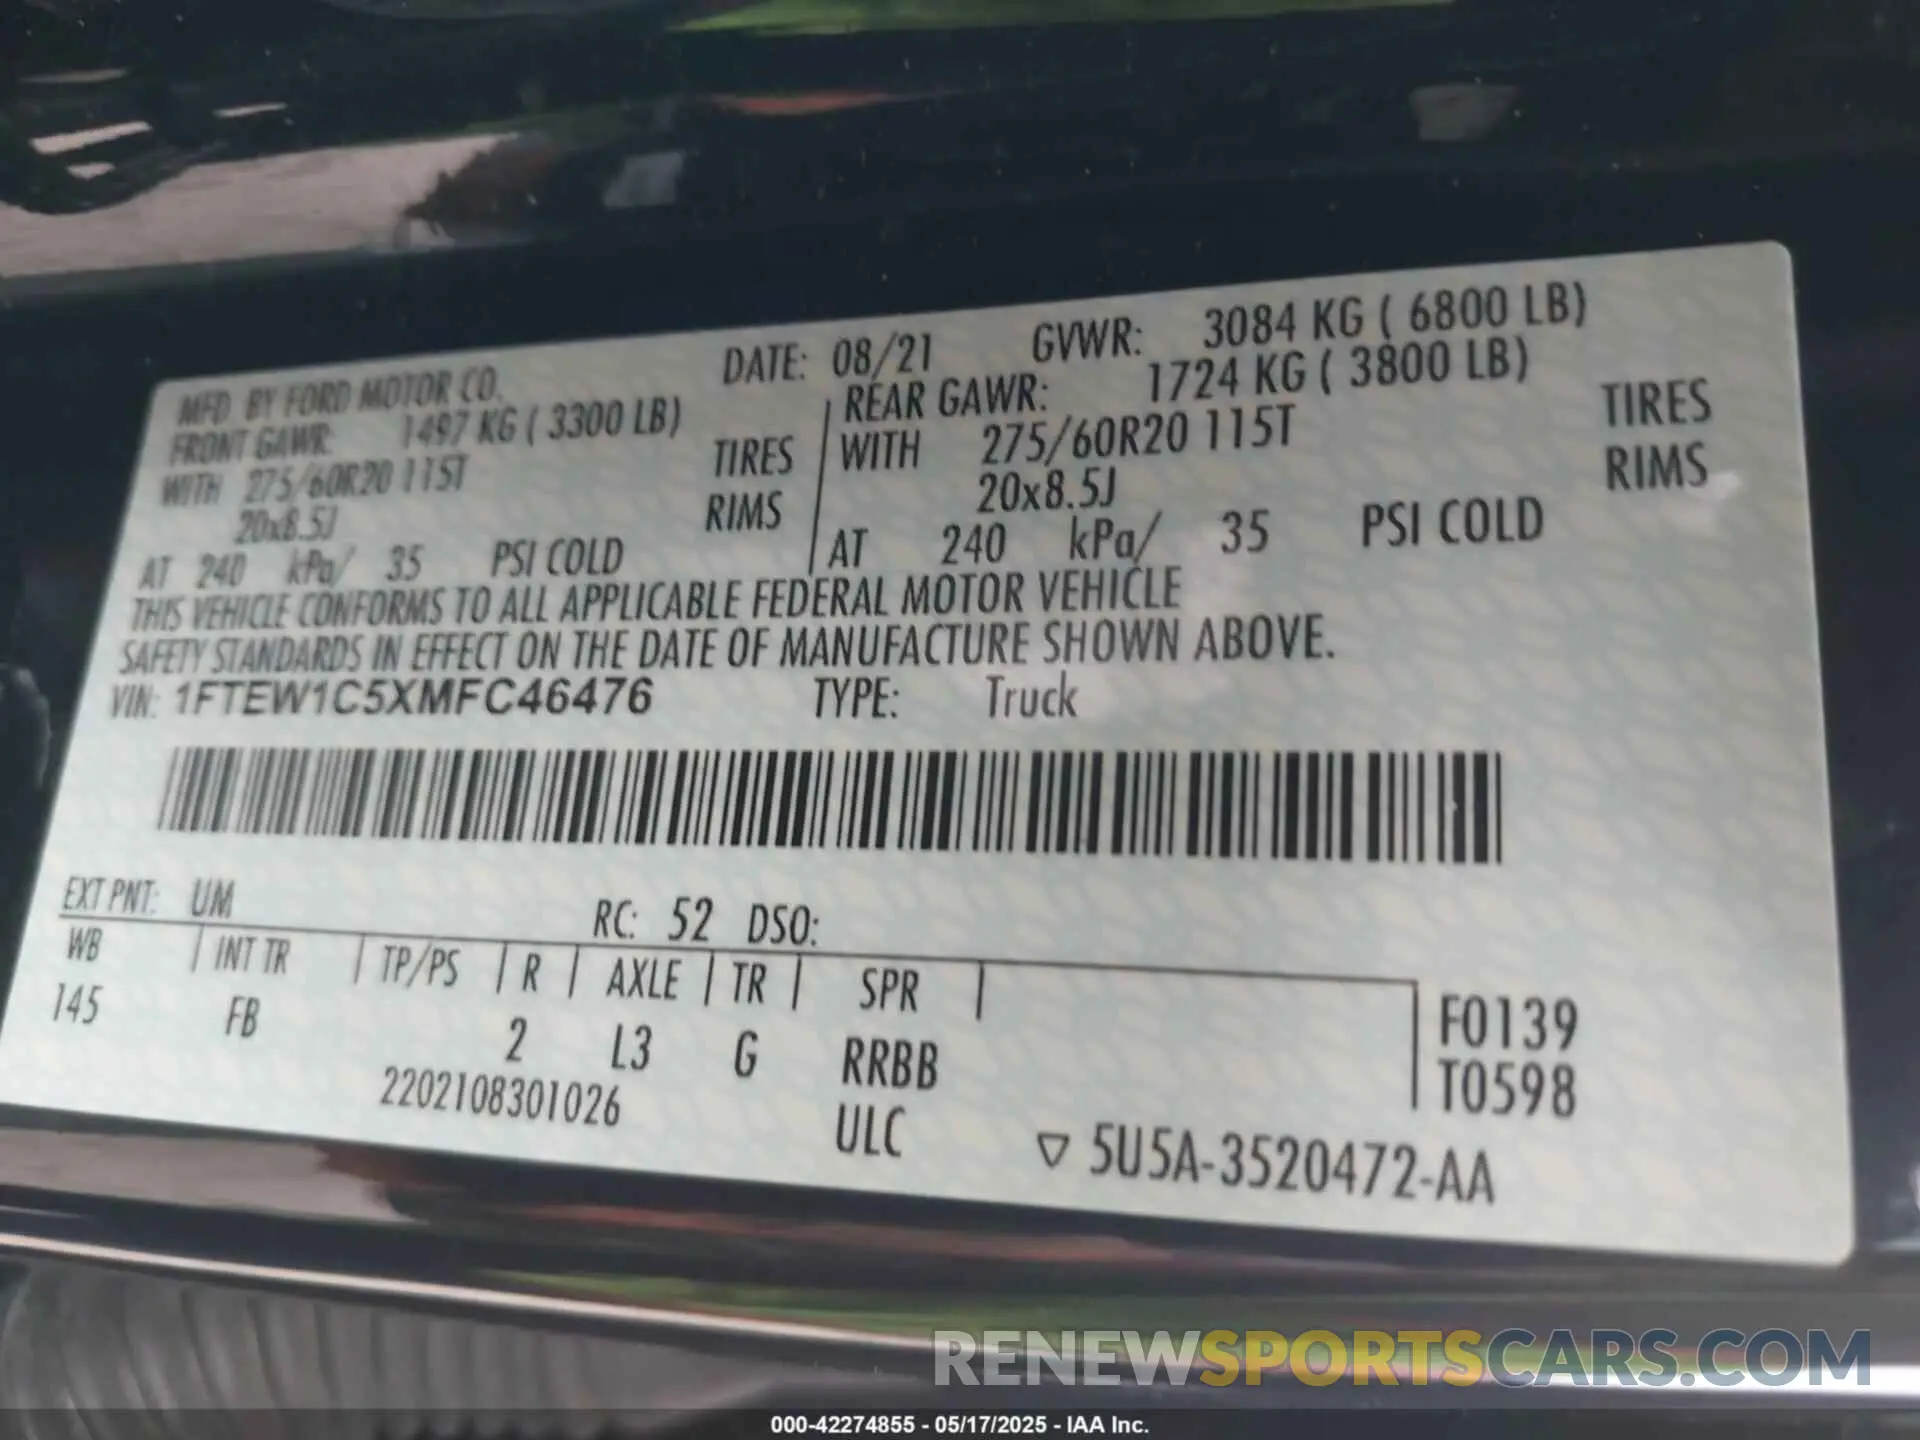 MFD. BY FORD MOTOR CO. DATE: 08/21 GVWR: 3084 KG ( 6800 LB)
FRONT GAWR: 1497 KG ( 3300 LB) REAR GAWR: 1724 KG ( 3800 LB)
WITH 275/60R20 115T TIRES WITH 275/60R20 115T TIRES
20x8.5J RIMS 20x8.5J RIMS
AT 240 kPa/ 35 PSI COLD AT 240 kPa/ 35 PSI COLD
THIS VEHICLE CONFORMS TO ALL APPLICABLE FEDERAL MOTOR VEHICLE
SAFETY STANDARDS IN EFFECT ON THE DATE OF MANUFACTURE SHOWN ABOVE.
VIN: 1FTEW1C5XMFC46476 TYPE: Truck
EXT PNT: UM RC: 52 DSO:
WB INT TR TP/PS R AXLE TR SPR
145 FB 2 L3 G RRBB F0139
T0598
2202108301026 ULC ▽ 5U5A-3520472-AA
RENEWSPORTSCARS.COM
000-42274855 - 05/17/2025 - IAA Inc.